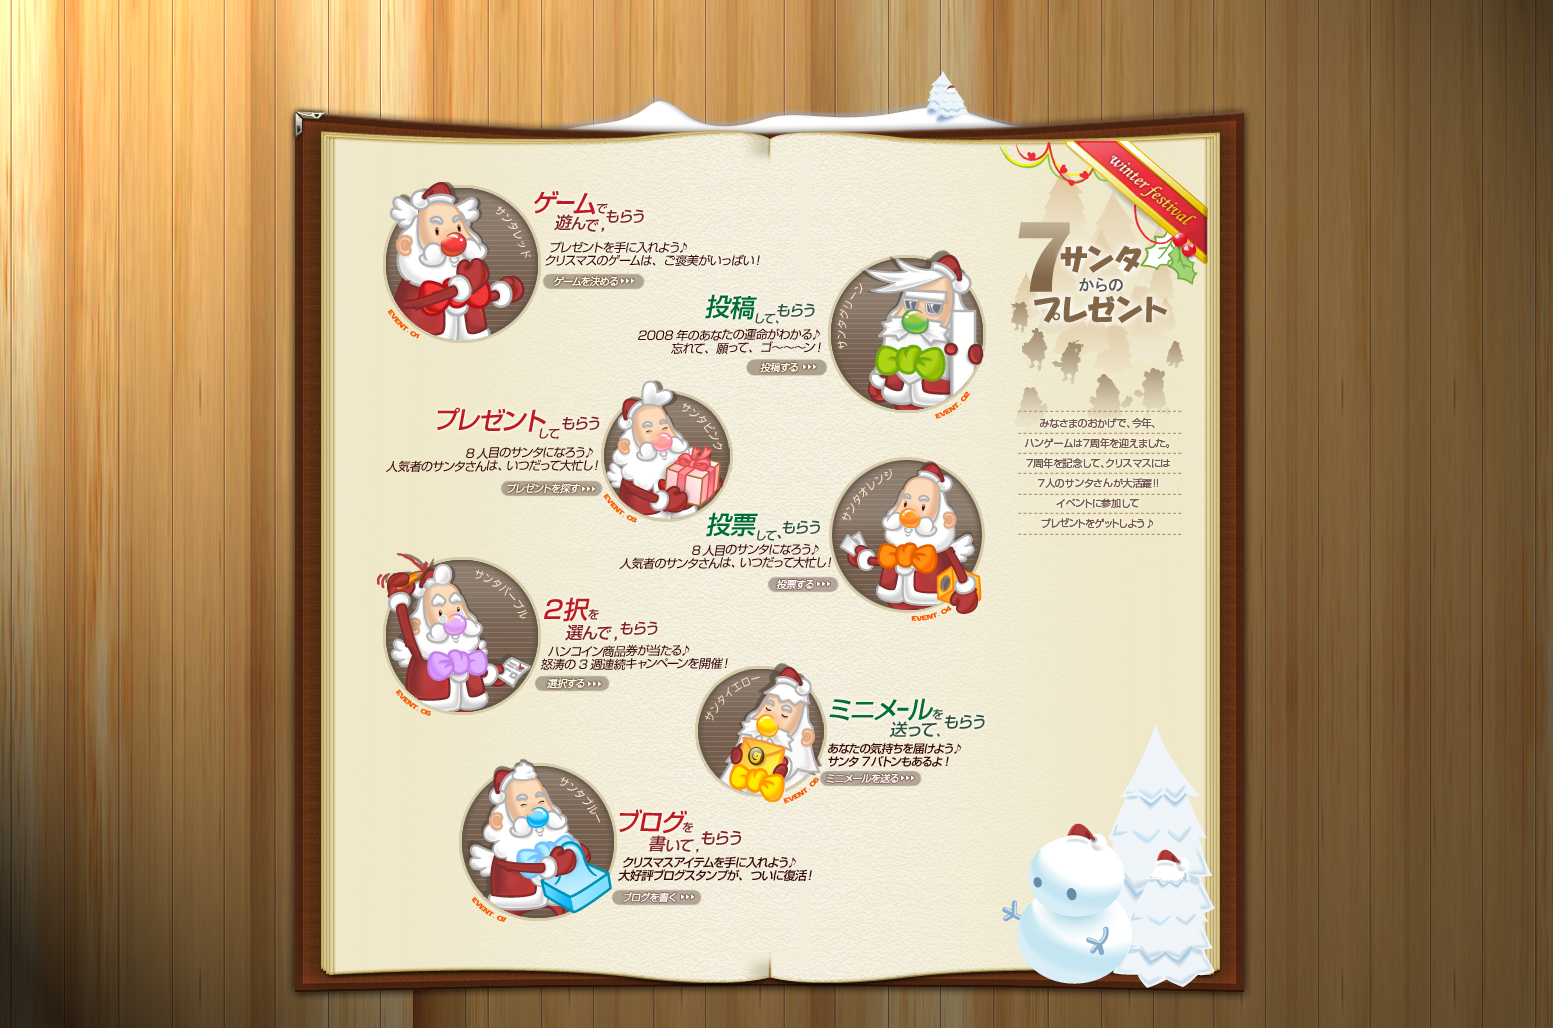 サンタレッド
ゲームで
遊んで,もらう
プレゼントを手に入れよう♪
クリスマスのゲームは、ご褒美がいっぱい!
ゲームを決める
EVENT. 01
投稿して、もらう
2008 年のあなたの運命がわかる♪
忘れて、願って、ゴ〜〜〜ン!
投稿する
サンタグリーン
EVENT. 02
プレゼントして もらう
8 人目のサンタになろう♪
人気者のサンタさんは、いつだって大忙し!
プレゼントを探す
サンタピンク
EVENT. 03
投票して、もらう
8 人目のサンタになろう♪
人気者のサンタさんは、いつだって大忙し!
投票する
サンタオレンジ
EVENT. 04
サンタパープル
2択を
選んで,もらう
ハンコイン商品券が当たる♪
怒涛の 3 週連続キャンペーンを開催!
選択する
EVENT. 05
サンタイエロー
G
ミニメールを
送って、もらう
あなたの気持ちを届けよう♪
サンタ 7 バトンもあるよ!
ミニメールを送る
EVENT. 06
サンタブルー
ブログを
書いて,もらう
クリスマスアイテムを手に入れよう♪
大好評ブログスタンプが、ついに復活!
ブログを書く
EVENT. 07
winter festival
7サンタ
からの
プレゼント
みなさまのおかげで、今年、
ハンゲームは7周年を迎えました。
7周年を記念して、クリスマスには
7人のサンタさんが大活躍!!
イベントに参加して
プレゼントをゲットしよう♪